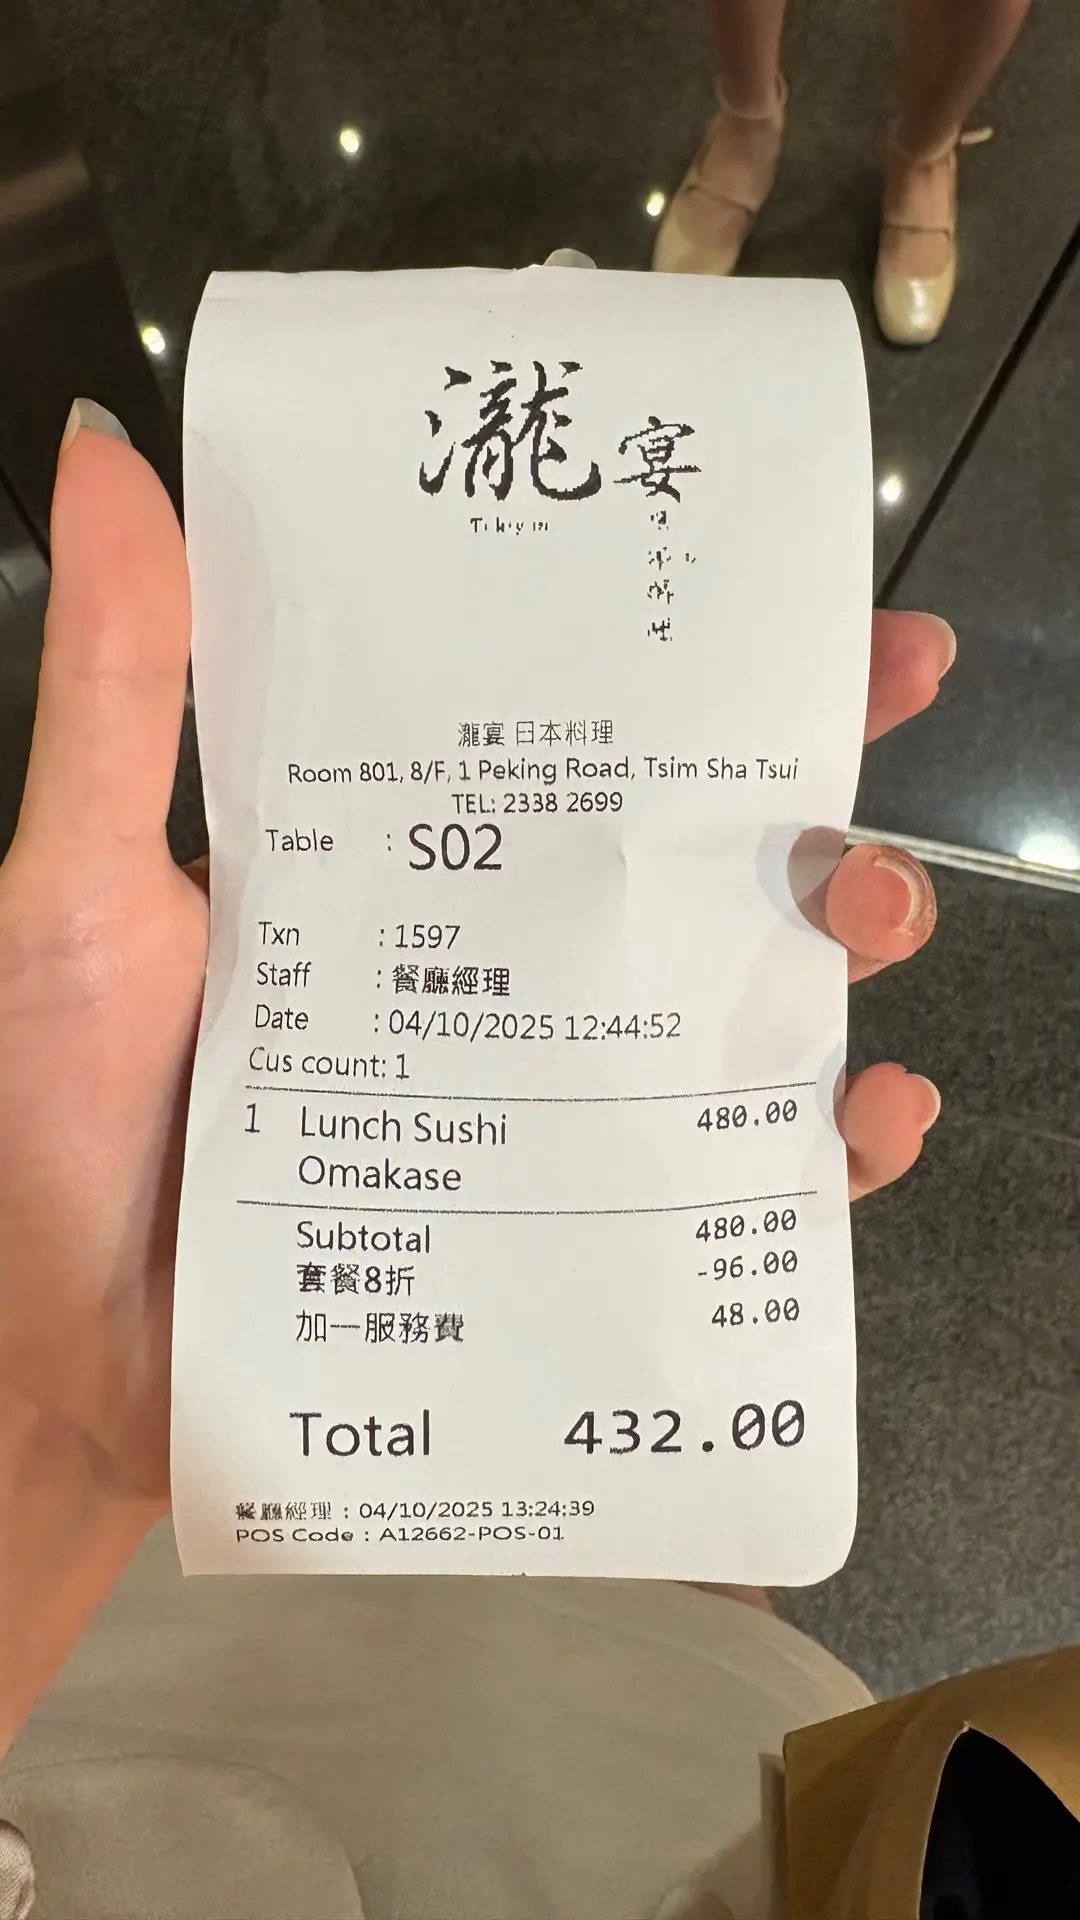 瀧宴
瀧宴 日本料理
Room 801, 8/F, 1 Peking Road, Tsim Sha Tsui
TEL: 2338 2699
Table : S02
Txn : 1597
Staff : 餐廳經理
Date : 04/10/2025 12:44:52
Cus count: 1
1 Lunch Sushi 480.00
Omakase
Subtotal 480.00
套餐8折 -96.00
加一服務費 48.00
Total 432.00
餐廳經理 : 04/10/2025 13:24:39
POS Code : A12662-POS-01